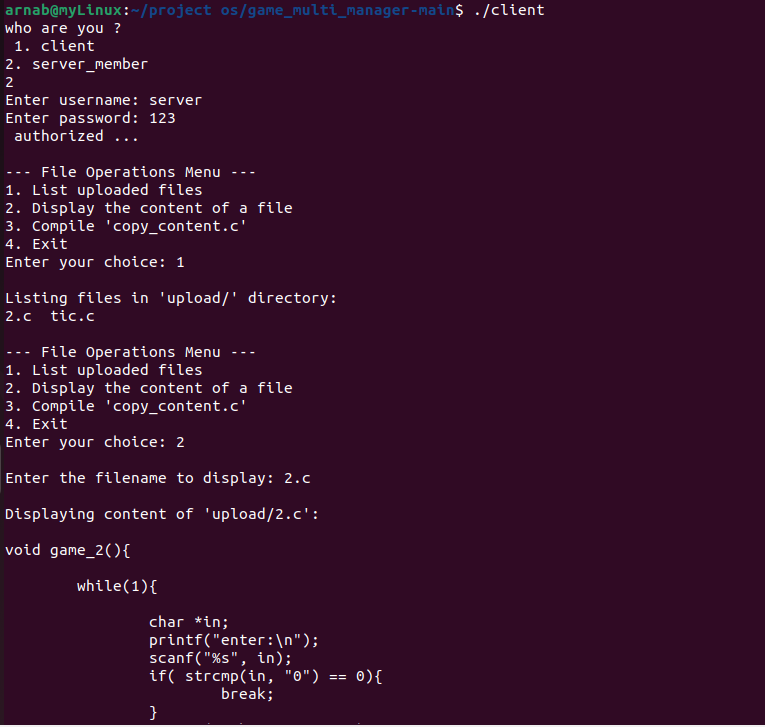 arnab@myLinux:~/project os/game_multi_manager-main$ ./client
who are you ?
 1. client
2. server_member
2
Enter username: server
Enter password: 123
 authorized ...

--- File Operations Menu ---
1. List uploaded files
2. Display the content of a file
3. Compile 'copy_content.c'
4. Exit
Enter your choice: 1

Listing files in 'upload/' directory:
2.c  tic.c

--- File Operations Menu ---
1. List uploaded files
2. Display the content of a file
3. Compile 'copy_content.c'
4. Exit
Enter your choice: 2

Enter the filename to display: 2.c

Displaying content of 'upload/2.c':

void game_2(){

        while(1){

                char *in;
                printf("enter:\n");
                scanf("%s", in);
                if( strcmp(in, "0") == 0){
                        break;
                }